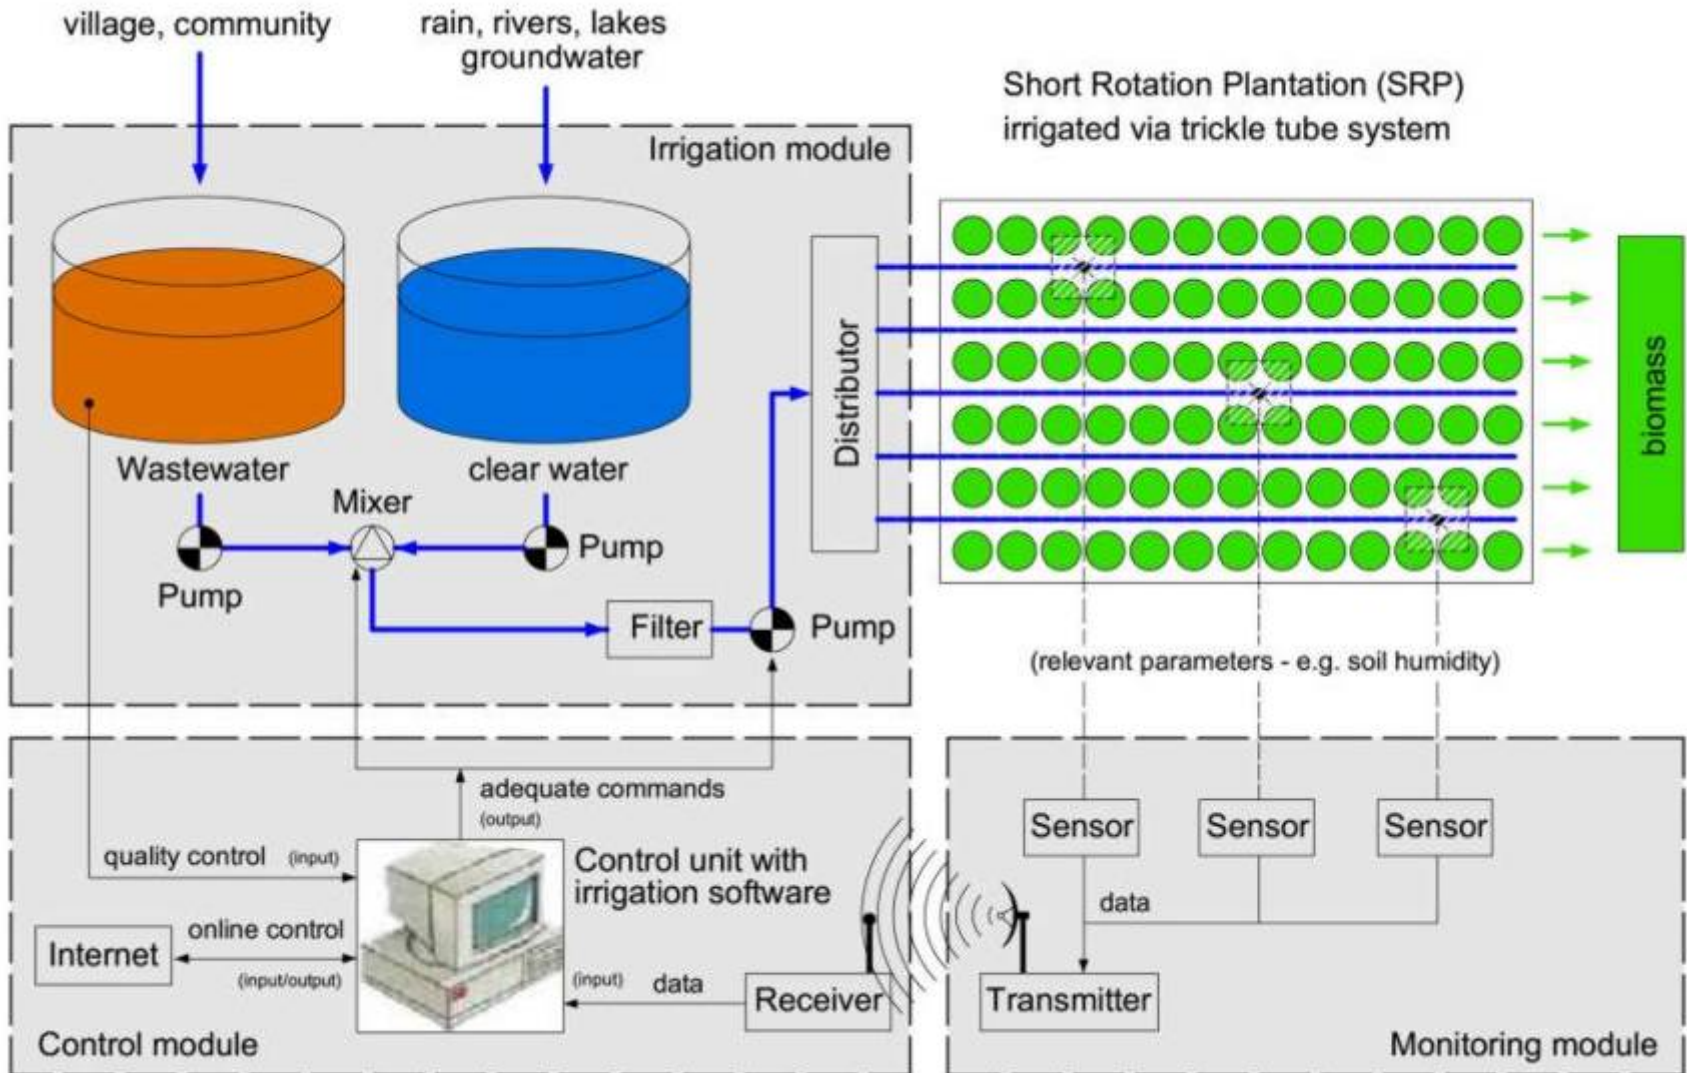 village, community
rain, rivers, lakes
groundwater
Short Rotation Plantation (SRP)
irrigated via trickle tube system
Irrigation module
Distributor
biomass
Wastewater
clear water
Mixer
Pump
Pump
Filter
Pump
(relevant parameters - e.g. soil humidity)
adequate commands
(output)
Sensor
Sensor
Sensor
quality control (input)
Control unit with
irrigation software
data
online control
Internet
(input/output)
(input) data
Receiver
Transmitter
Control module
Monitoring module